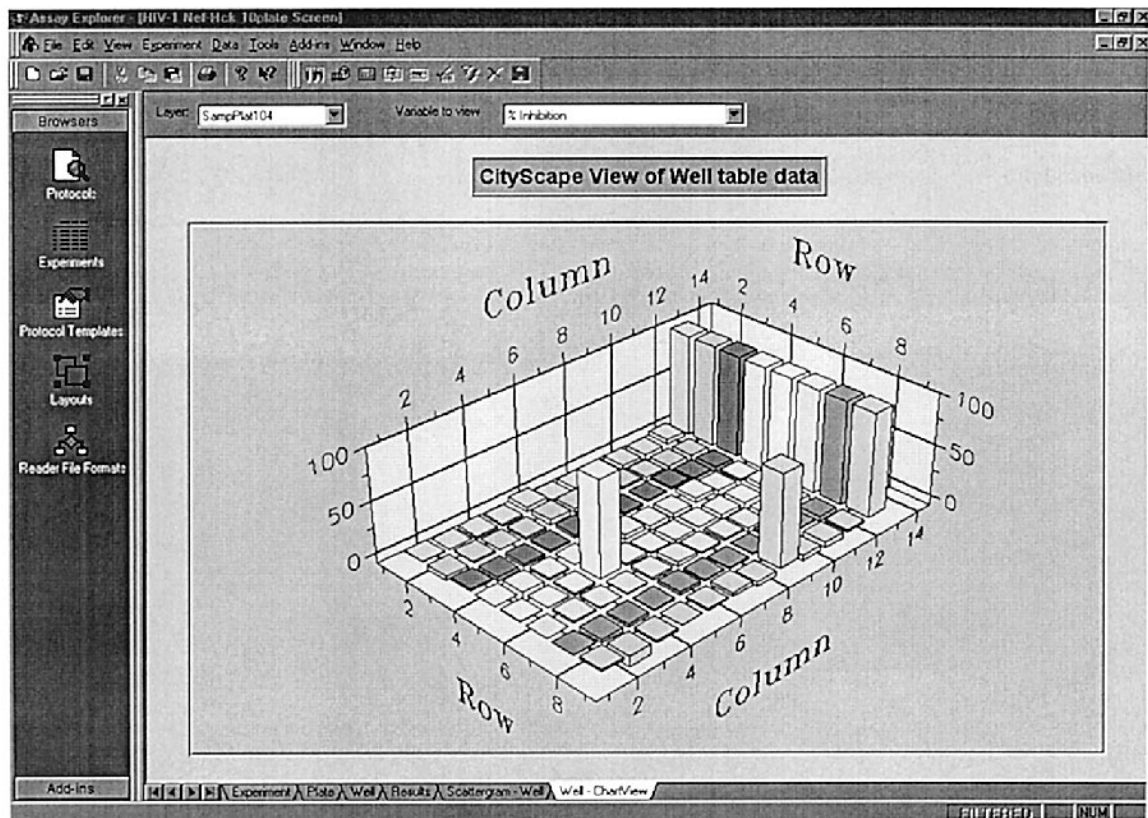 Assay Explorer - [HIV-1 Nef-Hck 10plate Screen]
File Edit View Experiment Data Tools Add-ins Window Help
Browsers
Layer: SampPlat104 Variable to view % Inhibition
CityScape View of Well table data
Protocols
Experiments
Protocol Templates
Layouts
Reader File Formats
Column
Row
2 4 6 8 10 12 14
2 4 6 8
100 50 0
100 50 0
2 4 6 8
2 4 6 8 10 12 14
Row
Column
Add-ins
Experiment Plate Well Results Scattergram - Well Well - ChartView
FILTERED NUM